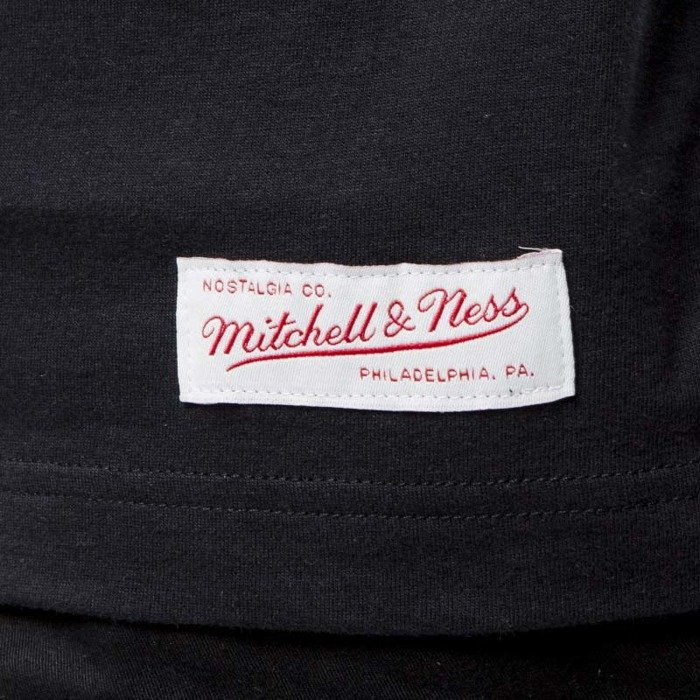 NOSTALGIA CO.
Mitchell & Ness
PHILADELPHIA, PA.